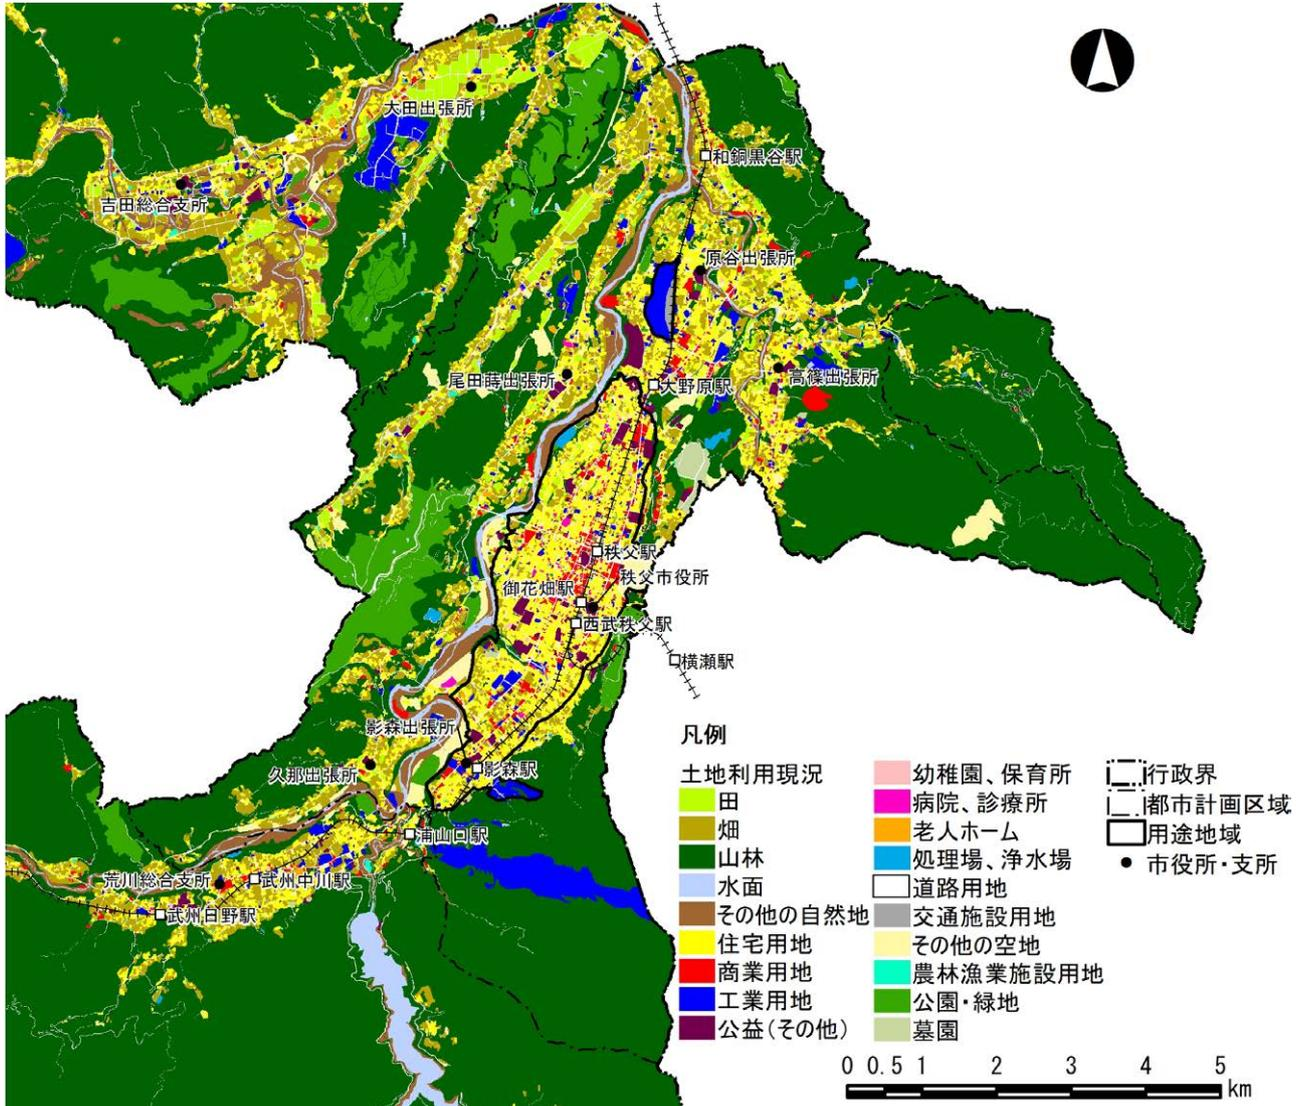 大田出張所
和銅黒谷駅
吉田総合支所
原谷出張所
尾田蒔出張所
大野原駅
高篠出張所
秩父駅
秩父市役所
御花畑駅
西武秩父駅
横瀬駅
影森出張所
久那出張所
影森駅
浦山口駅
荒川総合支所
武州中川駅
武州日野駅
凡例
土地利用現況
田
畑
山林
水面
その他の自然地
住宅用地
商業用地
工業用地
公益(その他)
幼稚園、保育所
病院、診療所
老人ホーム
処理場、浄水場
道路用地
交通施設用地
その他の空地
農林漁業施設用地
公園・緑地
墓園
行政界
都市計画区域
用途地域
市役所・支所
0 0.5 1 2 3 4 5
km